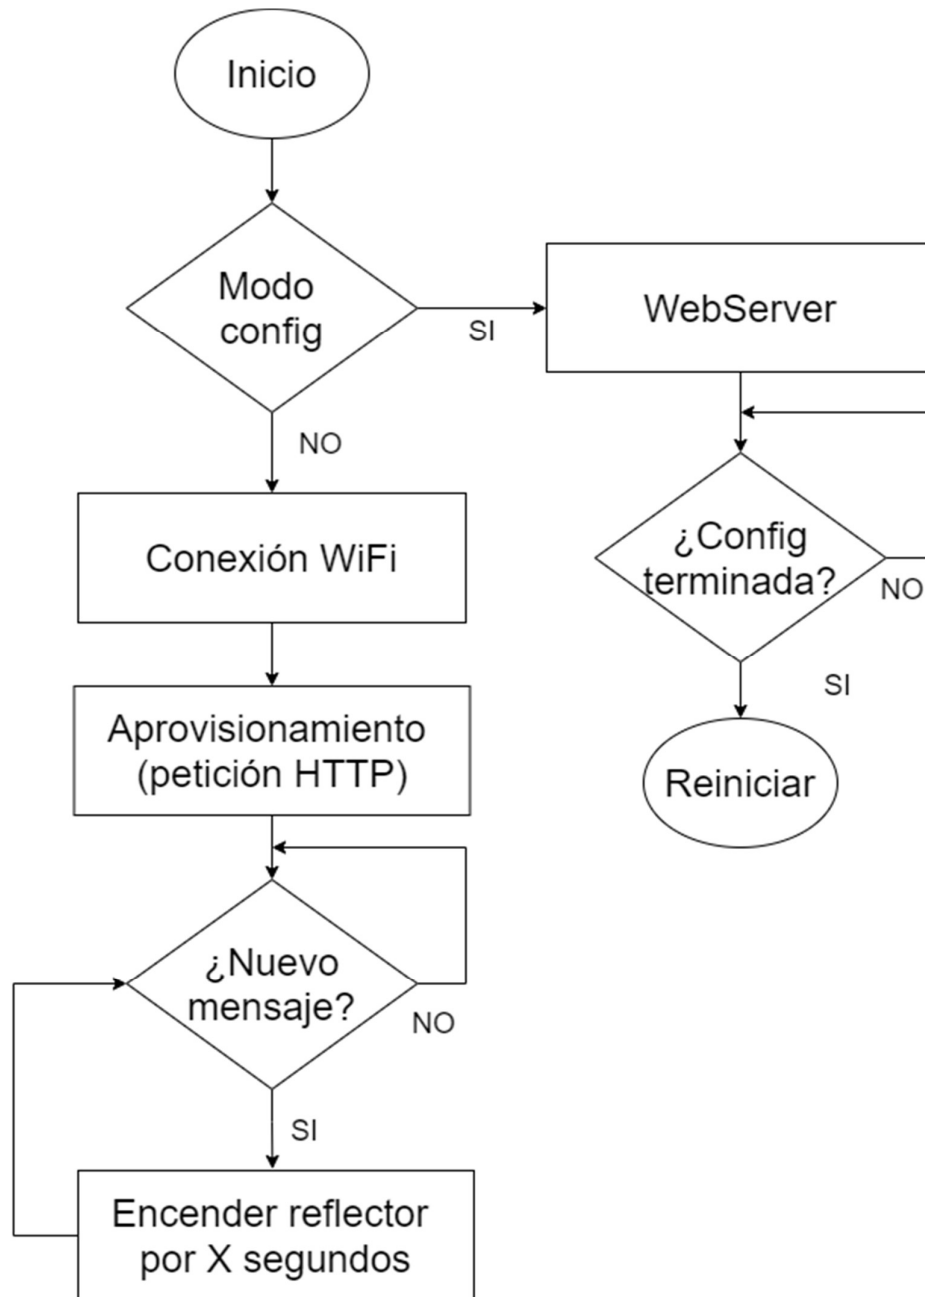 Inicio
Modo
config
SI
WebServer
NO
Conexión WiFi
¿Config
terminada?
NO
SI
Aprovisionamiento
(petición HTTP)
Reiniciar
¿Nuevo
mensaje?
NO
SI
Encender reflector
por X segundos